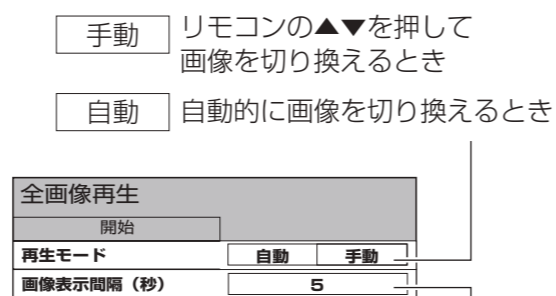 手動 リモコンの▲▼を押して
画像を切り換えるとき
自動 自動的に画像を切り換えるとき
全画像再生
開始
再生モード 自動 手動
画像表示間隔（秒） 5